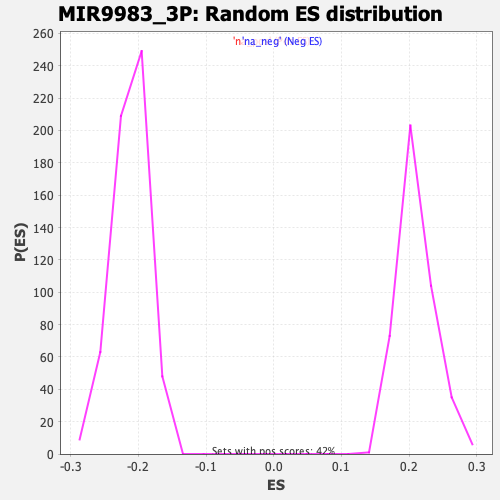 MIR9983_3P: Random ES distribution
'na_neg' (Neg ES)
260
240
220
200
180
160
140
120
100
80
60
40
20
0
P(ES)
Sets with pos scores: 42%
-0.3 -0.2 -0.1 0.0 0.1 0.2 0.3
ES